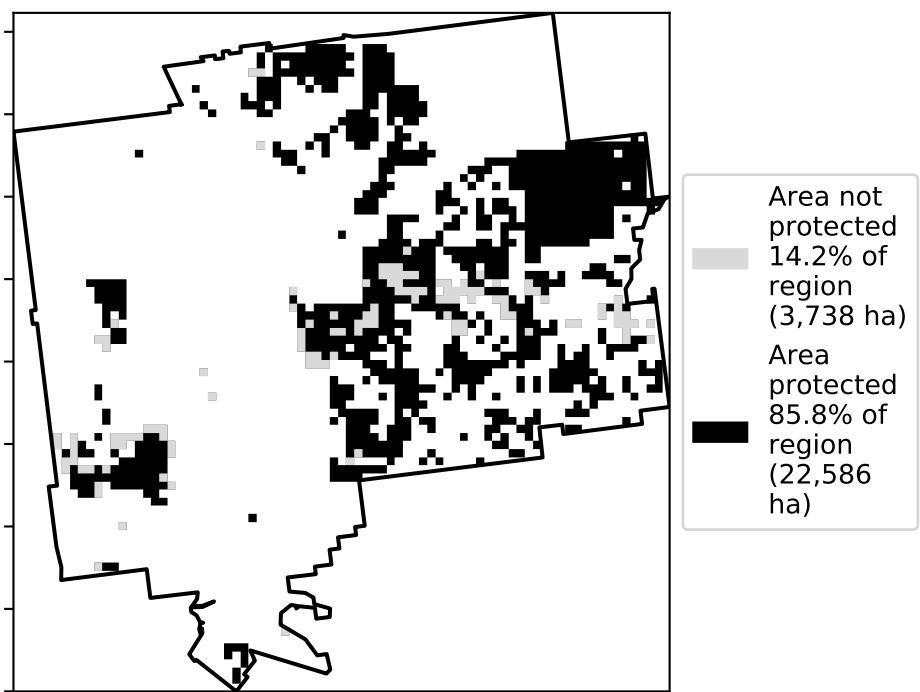 Area not
protected
14.2% of
region
(3,738 ha)
Area
protected
85.8% of
region
(22,586
ha)